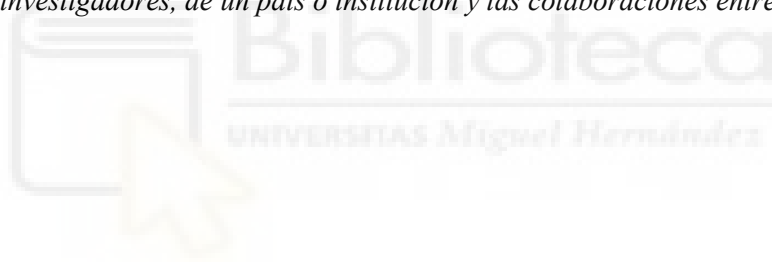 investigadores, de un país o institución y las colaboraciones entre
Biblioteca
UNIVERSITAS Miguel Hernández